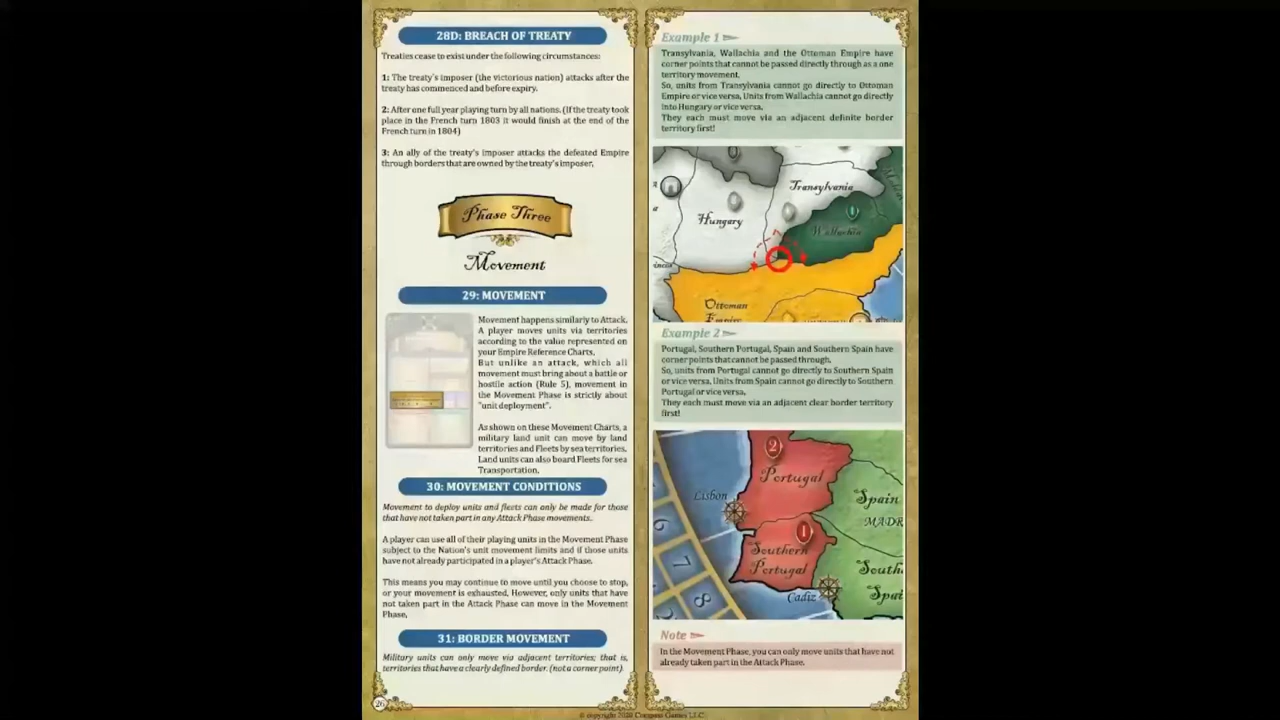 28D: BREACH OF TREATY
Treaties cease to exist under the following circumstances:
1: The treaty's imposer (the victorious nation) attacks after the
treaty has commenced and before expiry.
2: After one full year playing turn by all nations. (If the treaty took
place in the French turn 1803 it would finish at the end of the
French turn in 1804)
3: An ally of the treaty's imposer attacks the defeated Empire
through borders that are owned by the treaty's imposer.
Phase Three
Movement
29: MOVEMENT
Movement happens similarly to Attack.
A player moves units via territories
according to the value represented on
your Empire Reference Charts.
But unlike an attack, which all
movement must bring about a battle or
hostile action (Rule 5), movement in
the Movement Phase is strictly about
"unit deployment".
As shown on these Movement Charts, a
military land unit can move by land
territories and Fleets by sea territories.
Land units can also board Fleets for sea
Transportation.
30: MOVEMENT CONDITIONS
Movement to deploy units and fleets can only be made for those
that have not taken part in any Attack Phase movements.
A player can use all of their playing units in the Movement Phase
subject to the Nation's unit movement limits and if those units
have not already participated in a player's Attack Phase.
This means you may continue to move until you choose to stop,
or your movement is exhausted. However, only units that have
not taken part in the Attack Phase can move in the Movement
Phase.
31: BORDER MOVEMENT
Military units can only move via adjacent territories; that is,
territories that have a clearly defined border. (not a corner point).
26
Example 1
Transylvania, Wallachia and the Ottoman Empire have
corner points that cannot be passed directly through as a one
territory movement.
So, units from Transylvania cannot go directly to Ottoman
Empire or vice versa, Units from Wallachia cannot go directly
into Hungary or vice versa.
They each must move via an adjacent definite border
territory first!
Transylvania
Hungary
Wallachia
Ottoman
Empire
Example 2
Portugal, Southern Portugal, Spain and Southern Spain have
corner points that cannot be passed through.
So, units from Portugal cannot go directly to Southern Spain
or vice versa, Units from Spain cannot go directly to Southern
Portugal or vice versa.
They each must move via an adjacent clear border territory
first!
2
Portugal
Lisbon
Spain
MADR
1
Southern
Portugal
South
Spai
Cadiz
6
7
8
Note
In the Movement Phase, you can only move units that have not
already taken part in the Attack Phase.
© copyright 2020 Compass Games LLC.